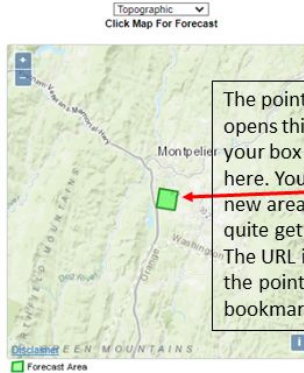 Topographic
Click Map For Forecast
+
−
Montpelier
Orange
Washington
Disclaimer
EEN MOUNTAINS
Forecast Area
The point
opens thi
your box
here. You
new area
quite get
The URL i
the point
bookmar